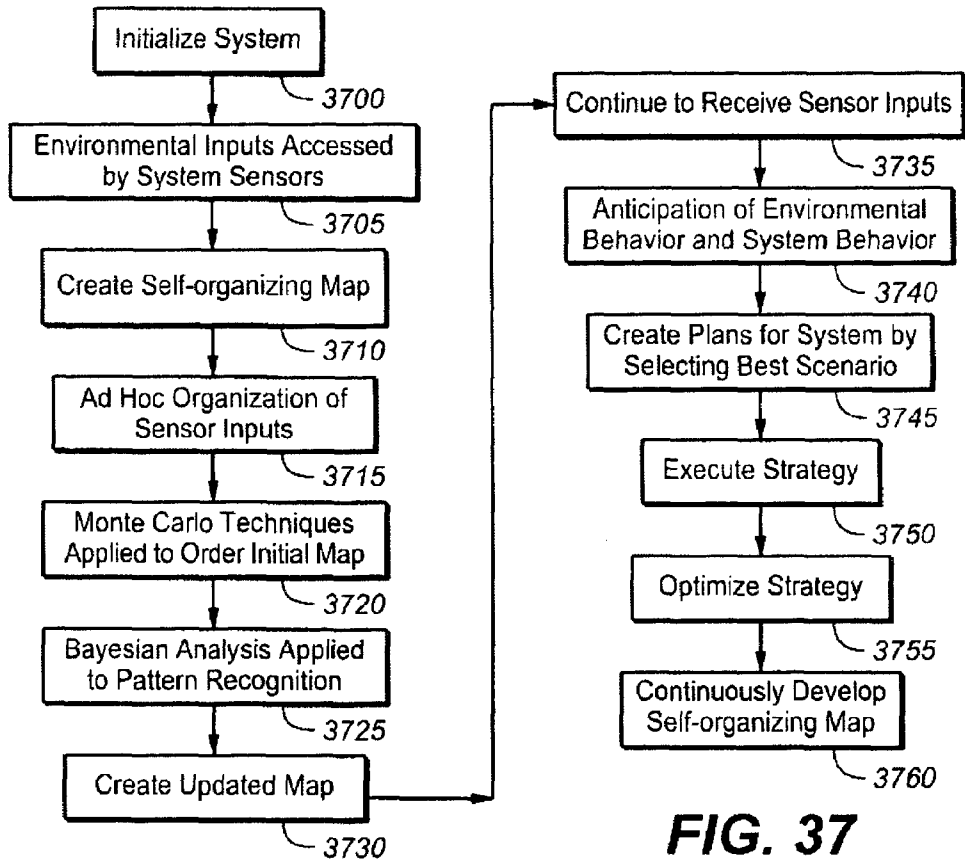 Initialize System
3700
Environmental Inputs Accessed
by System Sensors
3705
Create Self-organizing Map
3710
Ad Hoc Organization of
Sensor Inputs
3715
Monte Carlo Techniques
Applied to Order Initial Map
3720
Bayesian Analysis Applied
to Pattern Recognition
3725
Create Updated Map
3730
Continue to Receive Sensor Inputs
3735
Anticipation of Environmental
Behavior and System Behavior
3740
Create Plans for System by
Selecting Best Scenario
3745
Execute Strategy
3750
Optimize Strategy
3755
Continuously Develop
Self-organizing Map
3760
FIG. 37